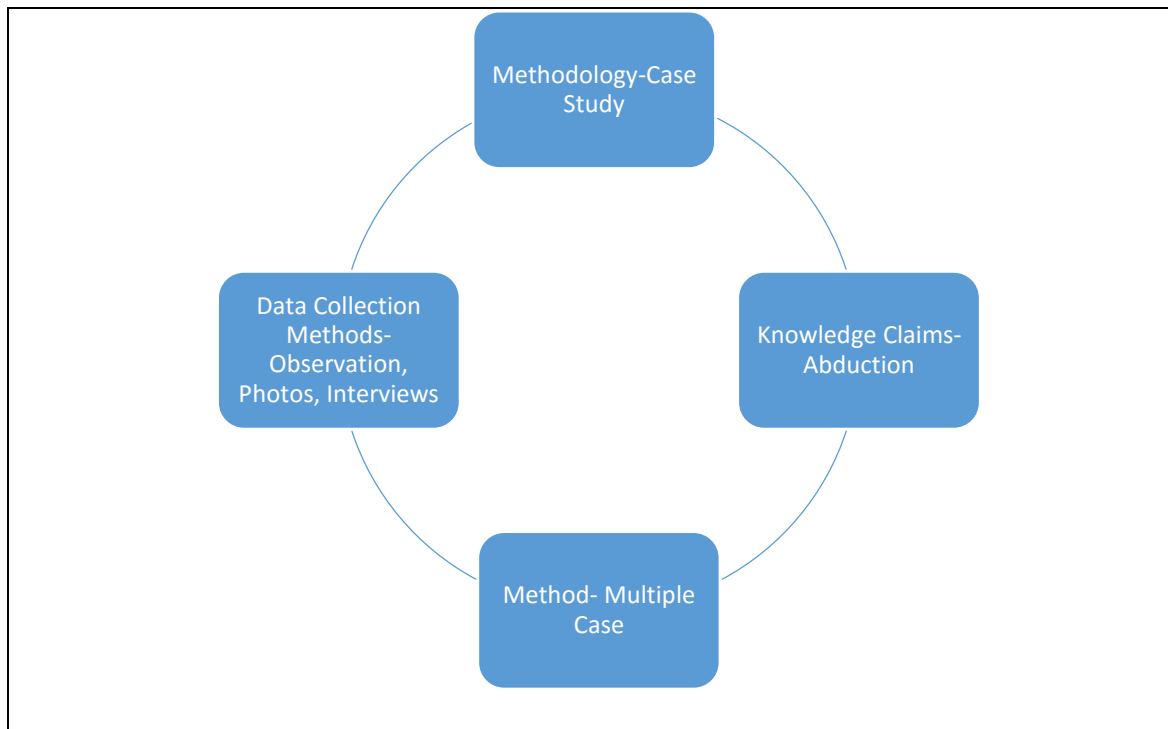 Methodology-Case
Study
Data Collection
Methods-
Observation,
Photos, Interviews
Knowledge Claims-
Abduction
Method- Multiple
Case